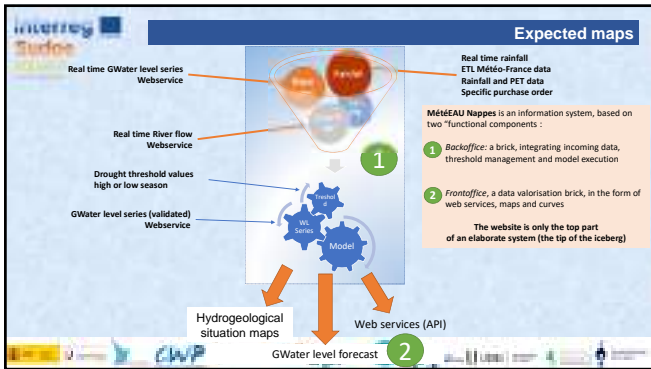 Interreg
Sudoe
Expected maps
Real time GWater level series
Webservice
Real time River flow
Webservice
Drought threshold values
high or low season
GWater level series (validated)
Webservice
Rainfall
Real time rainfall
ETL Météo-France data
Rainfall and PET data
Specific purchase order
1
Treshol
d
WL
Series
Model
MétéEAU Nappes is an information system, based on
two "functional components :
1 Backoffice: a brick, integrating incoming data,
threshold management and model execution
2 Frontoffice, a data valorisation brick, in the form of
web services, maps and curves
The website is only the top part
of an elaborate system (the tip of the iceberg)
Hydrogeological
situation maps
Web services (API)
GWater level forecast
2
CWP